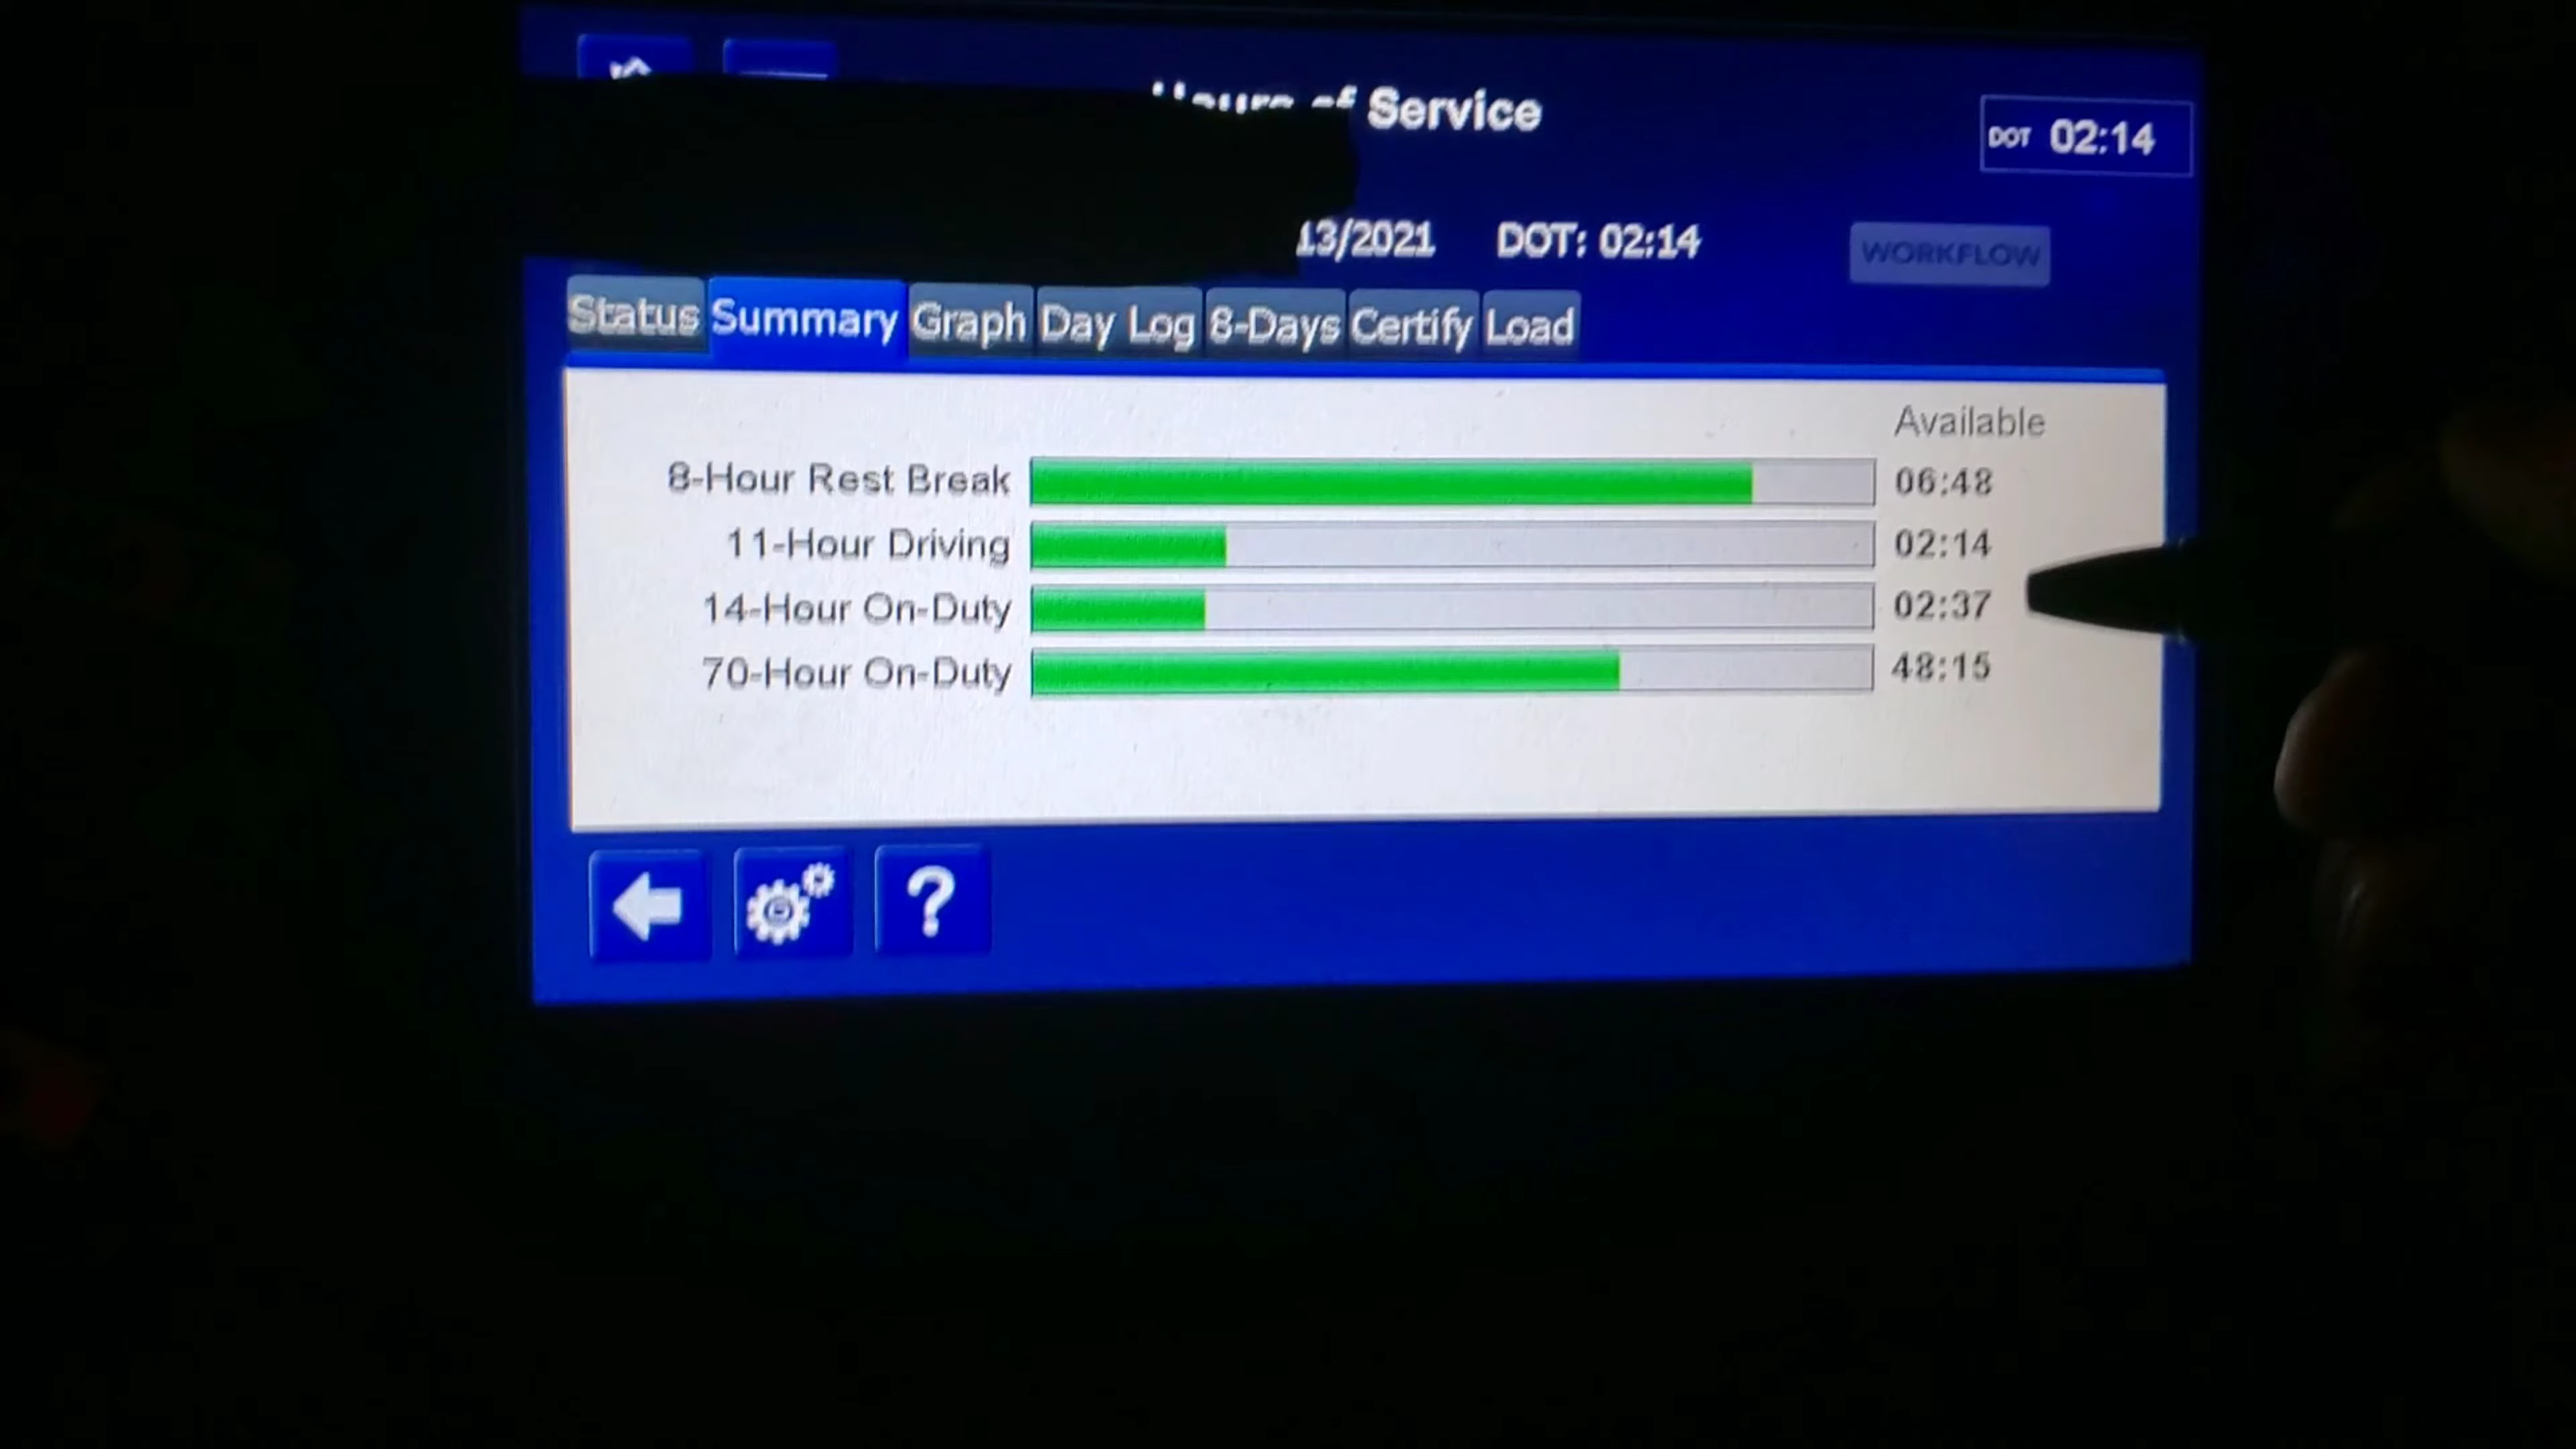 Hours of Service
DOT 02:14
13/2021 DOT: 02:14
WORKFLOW
Status Summary Graph Day Log 8-Days Certify Load
Available
8-Hour Rest Break 06:48
11-Hour Driving 02:14
14-Hour On-Duty 02:37
70-Hour On-Duty 48:15
?